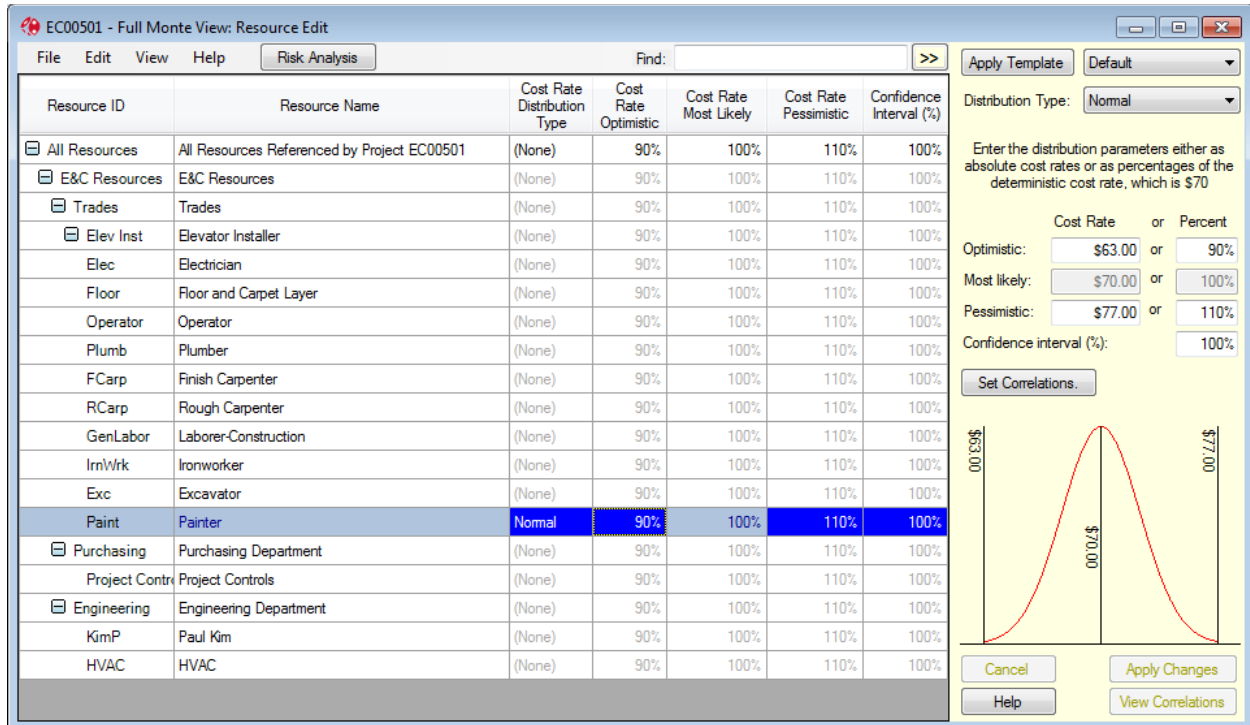 EC00501 - Full Monte View: Resource Edit
File Edit View Help Risk Analysis Find: >>
Resource ID Resource Name Cost Rate Distribution Type Cost Rate Optimistic Cost Rate Most Likely Cost Rate Pessimistic Confidence Interval (%)
All Resources All Resources Referenced by Project EC00501 (None) 90% 100% 110% 100%
E&C Resources E&C Resources (None) 90% 100% 110% 100%
Trades Trades (None) 90% 100% 110% 100%
Elev Inst Elevator Installer (None) 90% 100% 110% 100%
Elec Electrician (None) 90% 100% 110% 100%
Floor Floor and Carpet Layer (None) 90% 100% 110% 100%
Operator Operator (None) 90% 100% 110% 100%
Plumb Plumber (None) 90% 100% 110% 100%
FCarp Finish Carpenter (None) 90% 100% 110% 100%
RCarp Rough Carpenter (None) 90% 100% 110% 100%
GenLabor Laborer-Construction (None) 90% 100% 110% 100%
IrnWrk Ironworker (None) 90% 100% 110% 100%
Exc Excavator (None) 90% 100% 110% 100%
Paint Painter Normal 90% 100% 110% 100%
Purchasing Purchasing Department (None) 90% 100% 110% 100%
Project Contr Project Controls (None) 90% 100% 110% 100%
Engineering Engineering Department (None) 90% 100% 110% 100%
KimP Paul Kim (None) 90% 100% 110% 100%
HVAC HVAC (None) 90% 100% 110% 100%
Apply Template Default
Distribution Type: Normal
Enter the distribution parameters either as
absolute cost rates or as percentages of the
deterministic cost rate, which is $70
Cost Rate or Percent
Optimistic: $63.00 or 90%
Most likely: $70.00 or 100%
Pessimistic: $77.00 or 110%
Confidence interval (%): 100%
Set Correlations.
$63.00
$70.00
$77.00
Cancel Apply Changes
Help View Correlations